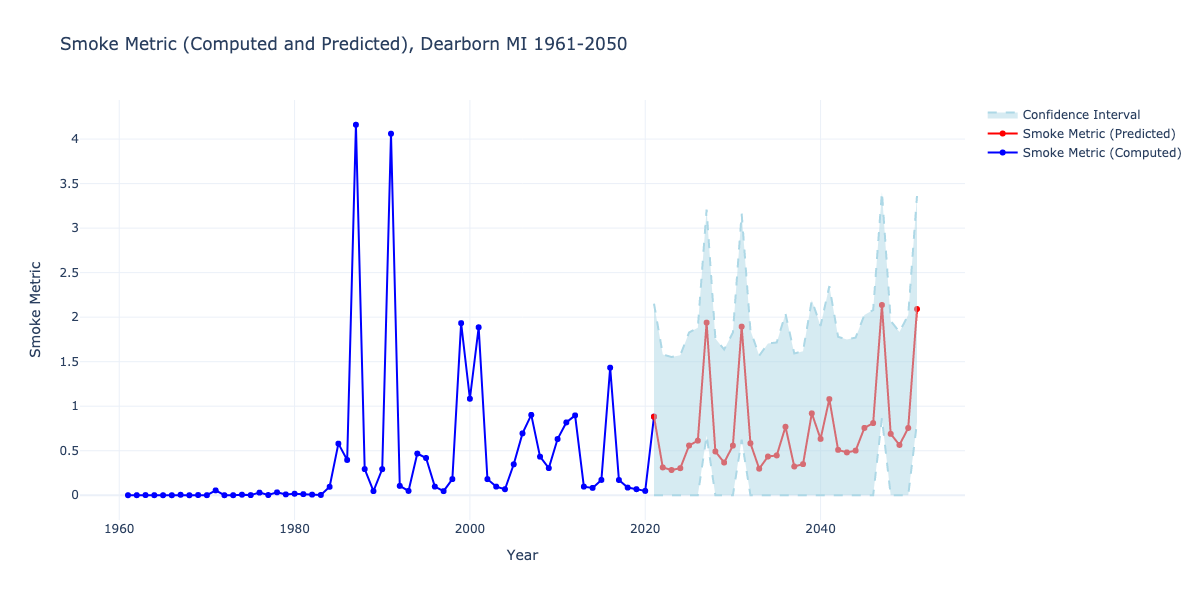 Smoke Metric (Computed and Predicted), Dearborn MI 1961-2050
Confidence Interval
Smoke Metric (Predicted)
Smoke Metric (Computed)
Smoke Metric
4
3.5
3
2.5
2
1.5
1
0.5
0
1960
1980
2000
2020
2040
Year